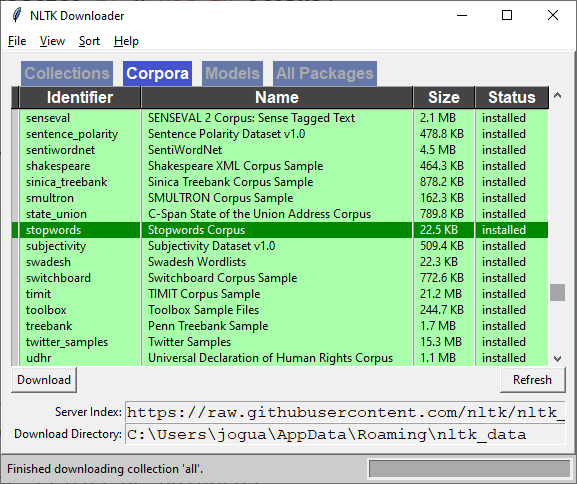 NLTK Downloader
File View Sort Help
Collections Corpora Models All Packages
Identifier Name Size Status
senseval SENSEVAL 2 Corpus: Sense Tagged Text 2.1 MB installed
sentence_polarity Sentence Polarity Dataset v1.0 478.8 KB installed
sentiwordnet SentiWordNet 4.5 MB installed
shakespeare Shakespeare XML Corpus Sample 464.3 KB installed
sinica_treebank Sinica Treebank Corpus Sample 878.2 KB installed
smultron SMULTRON Corpus Sample 162.3 KB installed
state_union C-Span State of the Union Address Corpus 789.8 KB installed
stopwords Stopwords Corpus 22.5 KB installed
subjectivity Subjectivity Dataset v1.0 509.4 KB installed
swadesh Swadesh Wordlists 22.3 KB installed
switchboard Switchboard Corpus Sample 772.6 KB installed
timit TIMIT Corpus Sample 21.2 MB installed
toolbox Toolbox Sample Files 244.7 KB installed
treebank Penn Treebank Sample 1.7 MB installed
twitter_samples Twitter Samples 15.3 MB installed
udhr Universal Declaration of Human Rights Corpus 1.1 MB installed
Download Refresh
Server Index: https://raw.githubusercontent.com/nltk/nltk_
Download Directory: C:\Users\jogua\AppData\Roaming\nltk_data
Finished downloading collection 'all'.